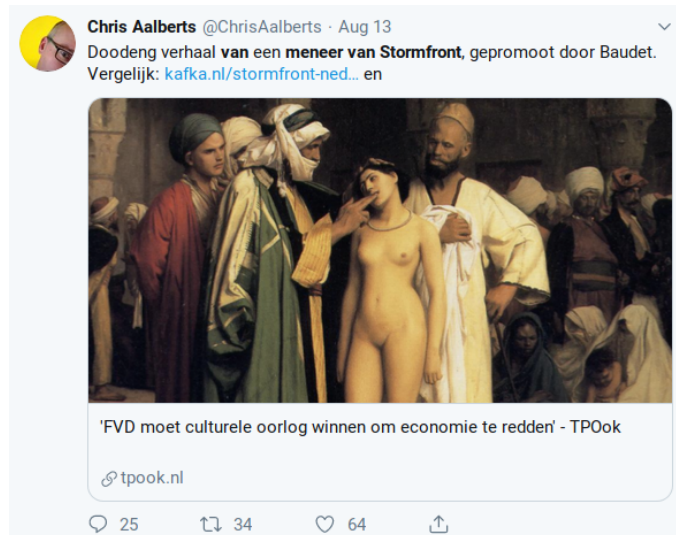 Chris Aalberts @ChrisAalberts · Aug 13
Doodeng verhaal van een meneer van Stormfront, gepromoot door Baudet.
Vergelijk: kafka.nl/stormfront-ned… en
'FVD moet culturele oorlog winnen om economie te redden' - TPOok
tpook.nl
25 34 64